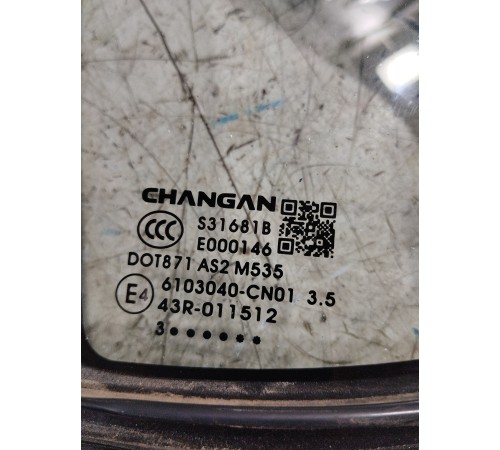 CHANGAN
CCC S31681B
E000146
DOT871 AS2 M535
E4 6103040-CN01 3.5
43R-011512
3••••••